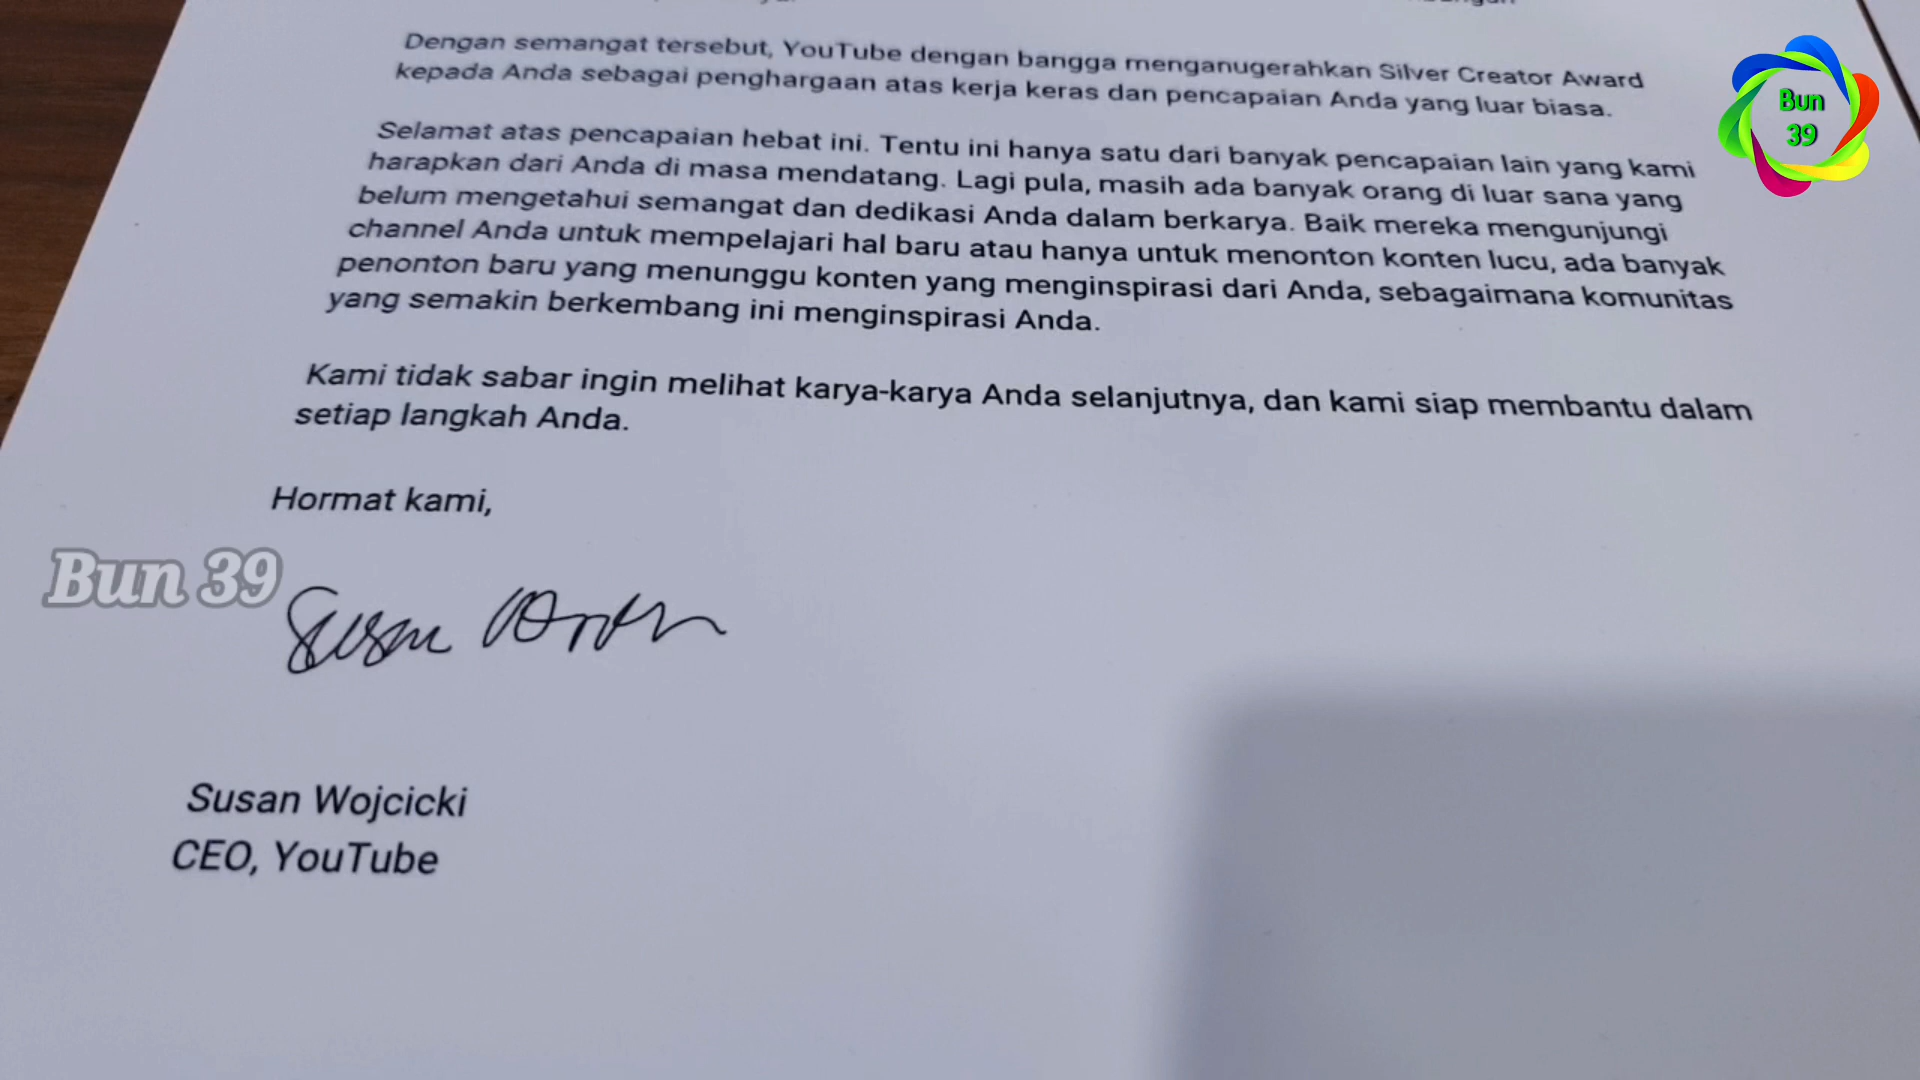 Dengan semangat tersebut, YouTube dengan bangga menganugerahkan Silver Creator Award
kepada Anda sebagai penghargaan atas kerja keras dan pencapaian Anda yang luar biasa.
Selamat atas pencapaian hebat ini. Tentu ini hanya satu dari banyak pencapaian lain yang kami
harapkan dari Anda di masa mendatang. Lagi pula, masih ada banyak orang di luar sana yang
belum mengetahui semangat dan dedikasi Anda dalam berkarya. Baik mereka mengunjungi
channel Anda untuk mempelajari hal baru atau hanya untuk menonton konten lucu, ada banyak
penonton baru yang menunggu konten yang menginspirasi dari Anda, sebagaimana komunitas
yang semakin berkembang ini menginspirasi Anda.
Kami tidak sabar ingin melihat karya-karya Anda selanjutnya, dan kami siap membantu dalam
setiap langkah Anda.
Hormat kami,
Susan
Susan Wojcicki
CEO, YouTube
Bun 39
Bun
39